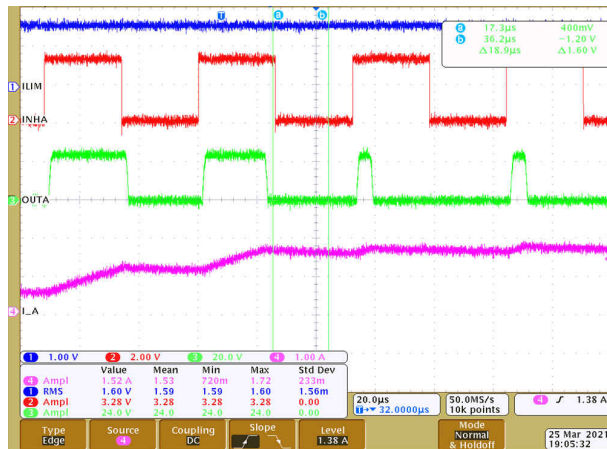 T a b
a 17.3µs 400mV
b 36.2µs −1.20 V
Δ18.9µs Δ1.60 V
1 ILIM
2 INHA
3 OUTA
4 I_A
1 1.00 V 2 2.00 V 3 20.0 V 4 1.00 A
Value Mean Min Max Std Dev
4 Ampl 1.52 A 1.53 720m 1.72 233m
1 RMS 1.60 V 1.59 1.59 1.60 1.56m
2 Ampl 3.28 V 3.28 3.28 3.28 0.00
3 Ampl 24.0 V 24.0 24.0 24.0 0.00
20.0µs
T→▼ 32.0000µs
50.0MS/s
10k points
4 1.38 A
Type
Edge
Source
4
Coupling
DC
Slope
Level
1.38 A
Mode
Normal
& Holdoff
25 Mar 2021
19:05:32